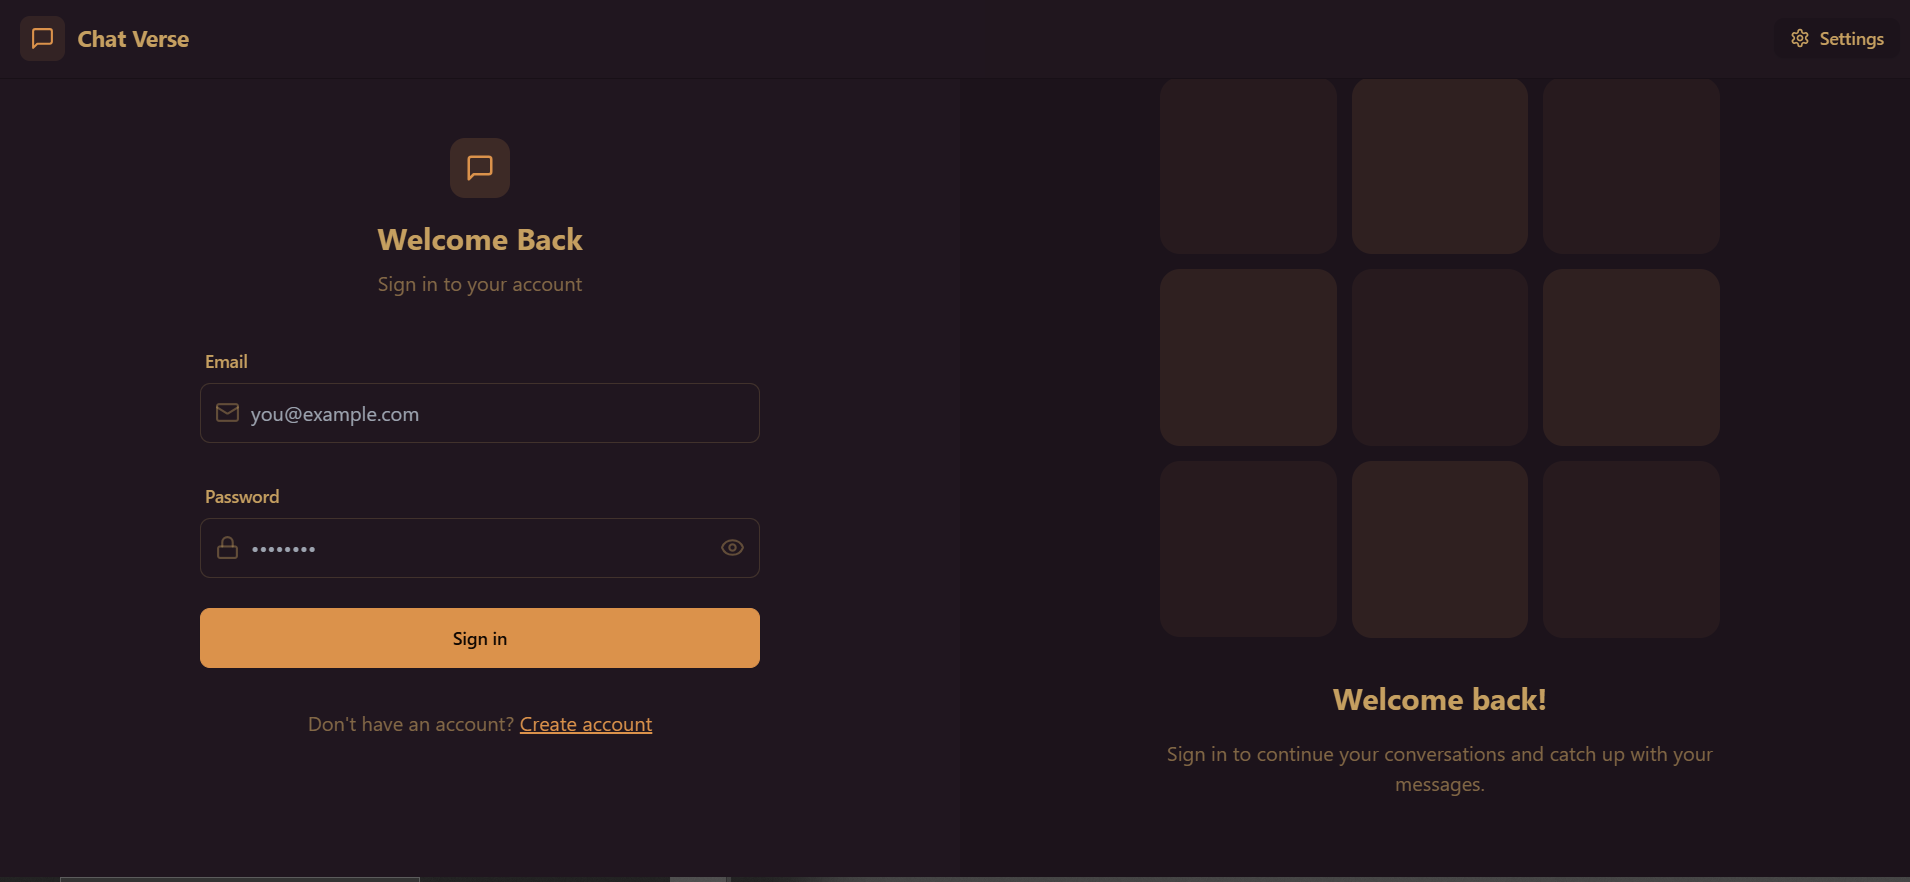 Chat Verse
Settings
Welcome Back
Sign in to your account
Email
you@example.com
Password
••••••••
Sign in
Don't have an account? Create account
Welcome back!
Sign in to continue your conversations and catch up with your
messages.